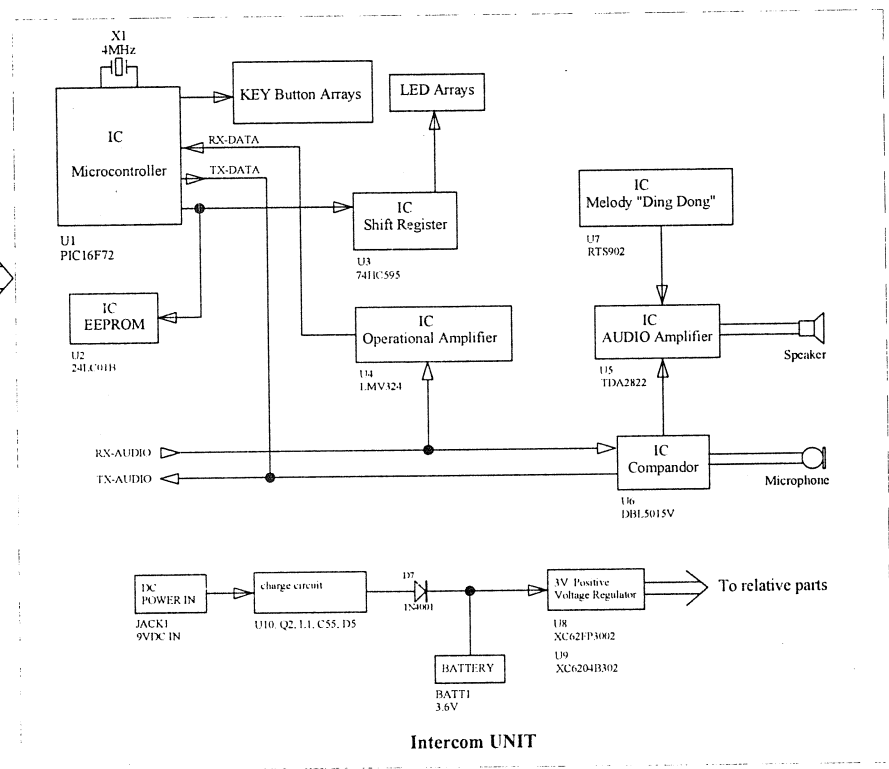 X1
4MHz
IC
Microcontroller
U1
PIC16F72
KEY Button Arrays
LED Arrays
RX-DATA
TX-DATA
IC
Shift Register
U3
74HC595
IC
Melody "Ding Dong"
U7
RTS902
IC
EEPROM
U2
24LC01B
IC
Operational Amplifier
U4
LMV324
IC
AUDIO Amplifier
U5
TDA2822
Speaker
RX-AUDIO
TX-AUDIO
IC
Compandor
U6
DBL5015V
Microphone
DC
POWER IN
JACK1
9VDC IN
charge circuit
U10, Q2, L1, C55, D5
D7
1N4001
BATTERY
BATT1
3.6V
3V Positive
Voltage Regulator
U8
XC62FP3002
U9
XC6204B302
To relative parts
Intercom UNIT